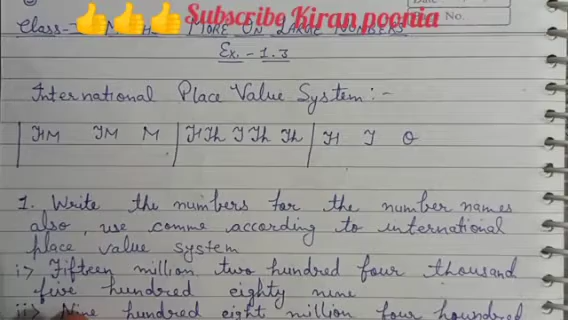 Subscribe Kiran poonia
Date
No.
Class- MORE ON LARGE NUMBERS
Ex. - 1.3
International Place Value System :-
HM TM M HTh TTh Th H T O
1. Write the numbers for the number names
also, use comma according to international
place value system
i> Fifteen million two hundred four thousand
five hundred eighty nine
ii> Nine hundred eight million four houndred